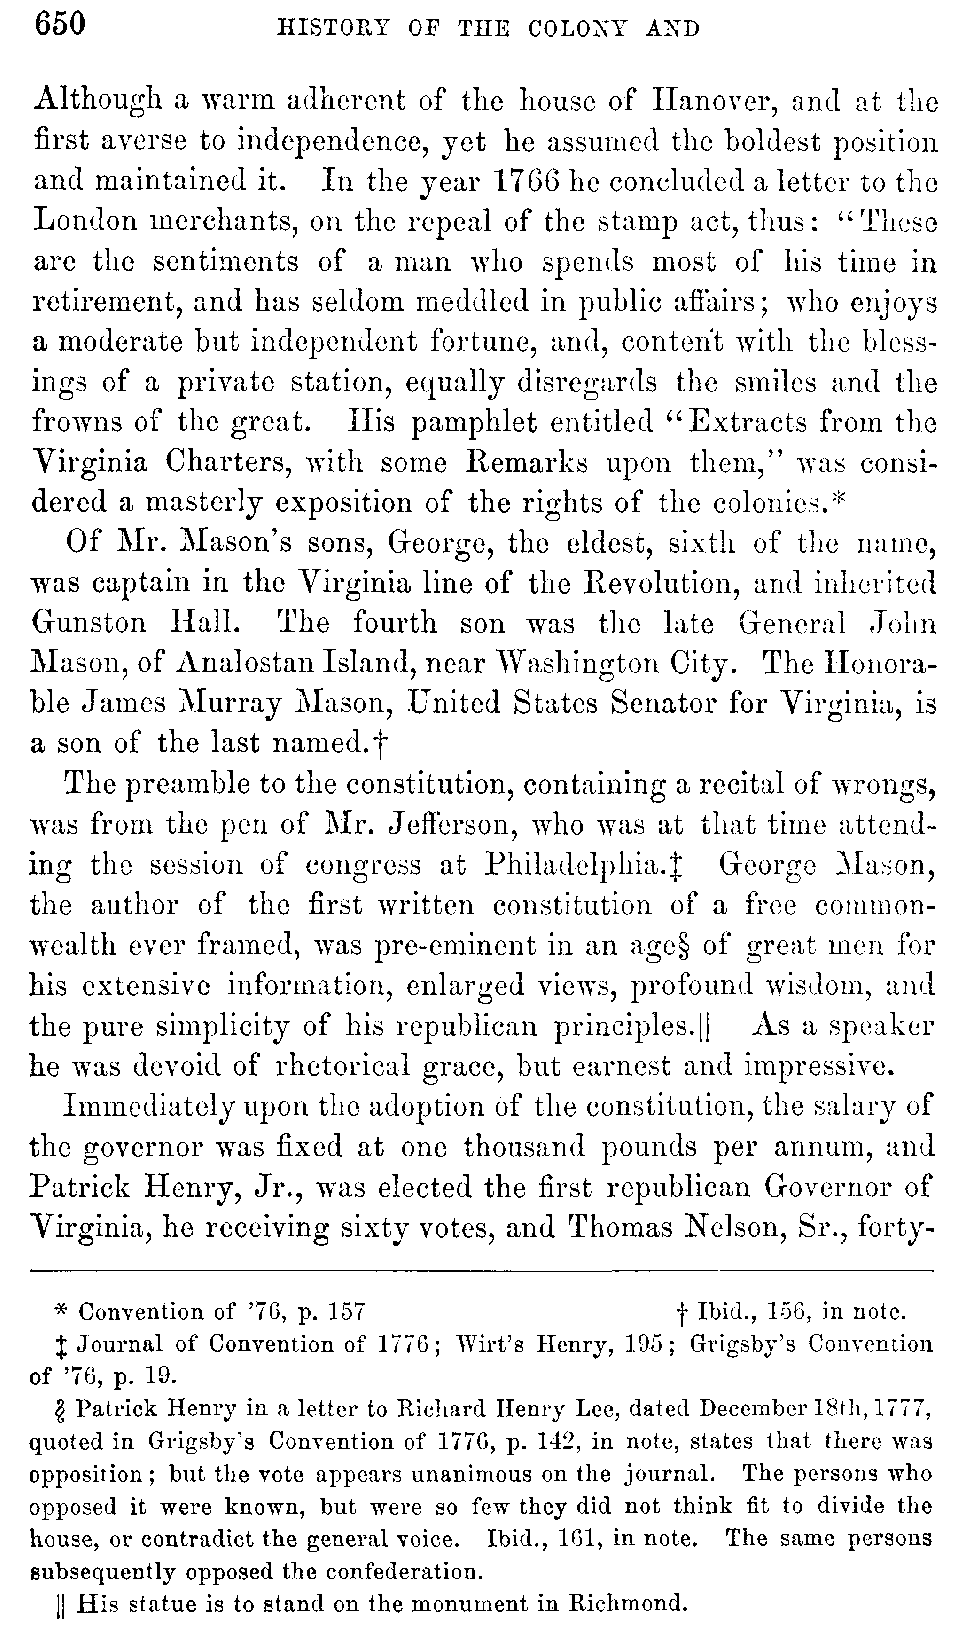 650 HISTORY OF THE COLONY AND
Although a warm adherent of the house of Hanover, and at the
first averse to independence, yet he assumed the boldest position
and maintained it. In the year 1766 he concluded a letter to the
London merchants, on the repeal of the stamp act, thus: "These
are the sentiments of a man who spends most of his time in
retirement, and has seldom meddled in public affairs; who enjoys
a moderate but independent fortune, and, content with the bless-
ings of a private station, equally disregards the smiles and the
frowns of the great. His pamphlet entitled "Extracts from the
Virginia Charters, with some Remarks upon them," was consi-
dered a masterly exposition of the rights of the colonies.*
Of Mr. Mason's sons, George, the eldest, sixth of the name,
was captain in the Virginia line of the Revolution, and inherited
Gunston Hall. The fourth son was the late General John
Mason, of Analostan Island, near Washington City. The Honora-
ble James Murray Mason, United States Senator for Virginia, is
a son of the last named.†
The preamble to the constitution, containing a recital of wrongs,
was from the pen of Mr. Jefferson, who was at that time attend-
ing the session of congress at Philadelphia.‡ George Mason,
the author of the first written constitution of a free common-
wealth ever framed, was pre-eminent in an age§ of great men for
his extensive information, enlarged views, profound wisdom, and
the pure simplicity of his republican principles.|| As a speaker
he was devoid of rhetorical grace, but earnest and impressive.
Immediately upon the adoption of the constitution, the salary of
the governor was fixed at one thousand pounds per annum, and
Patrick Henry, Jr., was elected the first republican Governor of
Virginia, he receiving sixty votes, and Thomas Nelson, Sr., forty-
* Convention of '76, p. 157 † Ibid., 156, in note.
‡ Journal of Convention of 1776; Wirt's Henry, 195; Grigsby's Convention
of '76, p. 19.
§ Patrick Henry in a letter to Richard Henry Lee, dated December 18th, 1777,
quoted in Grigsby's Convention of 1776, p. 142, in note, states that there was
opposition; but the vote appears unanimous on the journal. The persons who
opposed it were known, but were so few they did not think fit to divide the
house, or contradict the general voice. Ibid., 161, in note. The same persons
subsequently opposed the confederation.
|| His statue is to stand on the monument in Richmond.